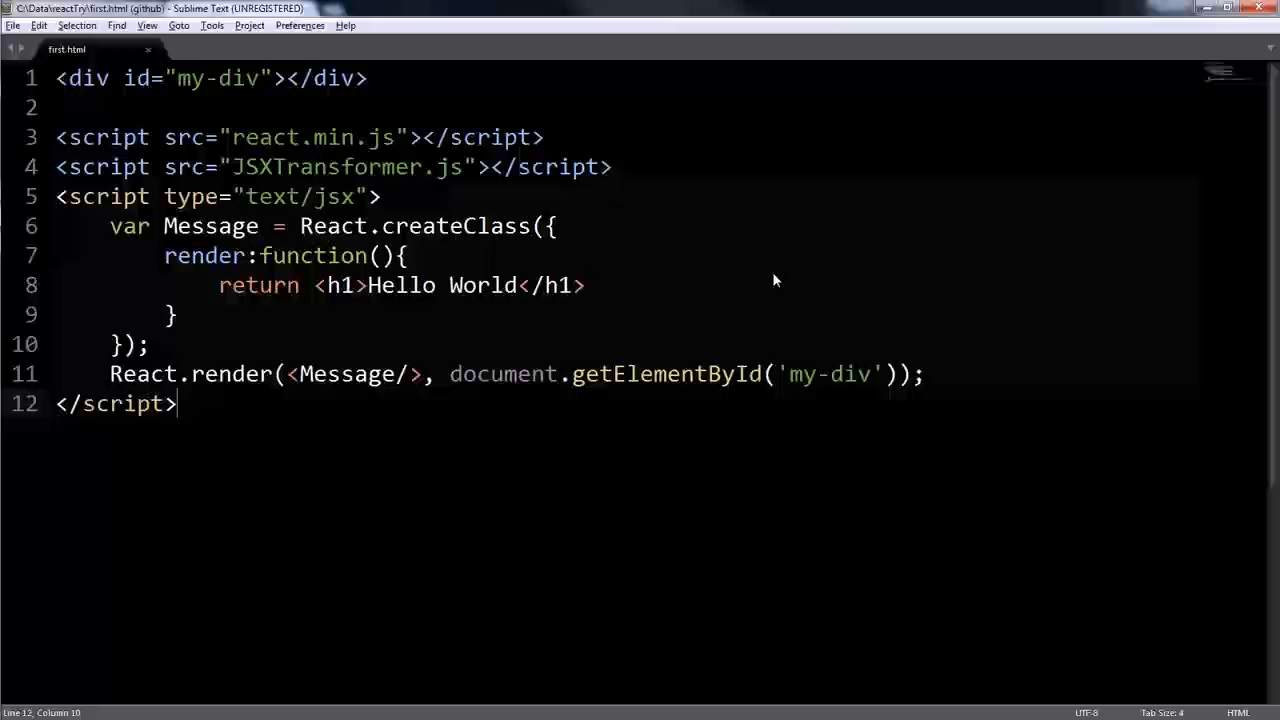 C:\Data\reactTry\first.html (github) - Sublime Text (UNREGISTERED)
File Edit Selection Find View Goto Tools Project Preferences Help
first.html
1 <div id="my-div"></div>
2
3 <script src="react.min.js"></script>
4 <script src="JSXTransformer.js"></script>
5 <script type="text/jsx">
6     var Message = React.createClass({
7         render:function(){
8             return <h1>Hello World</h1>
9         }
10     });
11     React.render(<Message/>, document.getElementById('my-div'));
12 </script>
Line 12, Column 10 UTF-8 Tab Size: 4 HTML